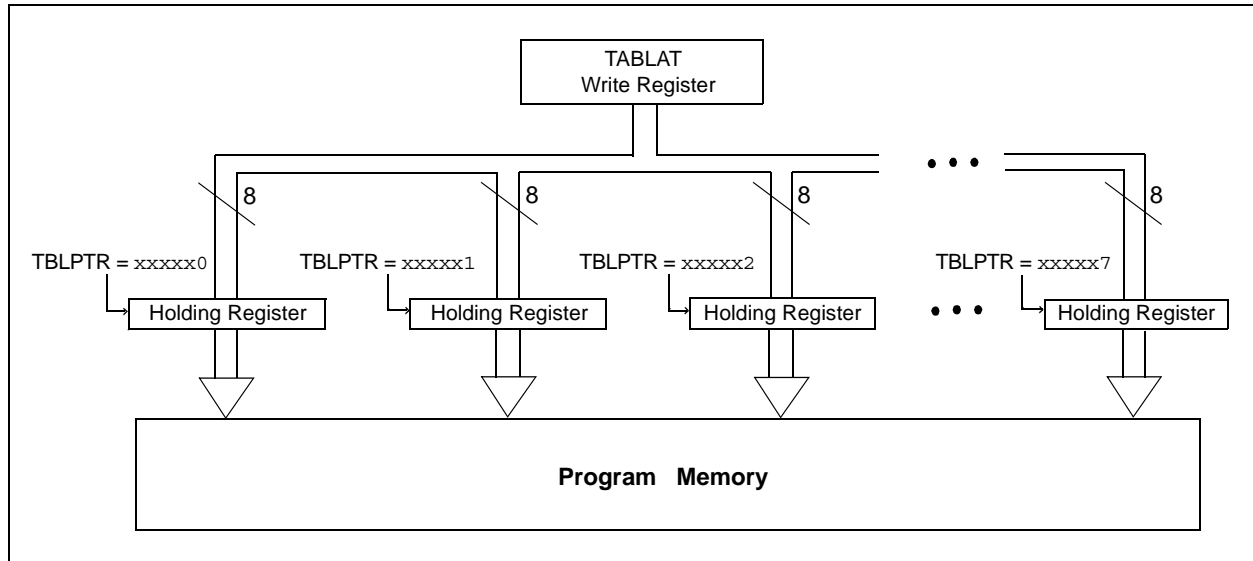 TABLAT
Write Register
8 8 8 8
TBLPTR = xxxxx0 TBLPTR = xxxxx1 TBLPTR = xxxxx2 TBLPTR = xxxxx7
Holding Register Holding Register Holding Register Holding Register
Program Memory